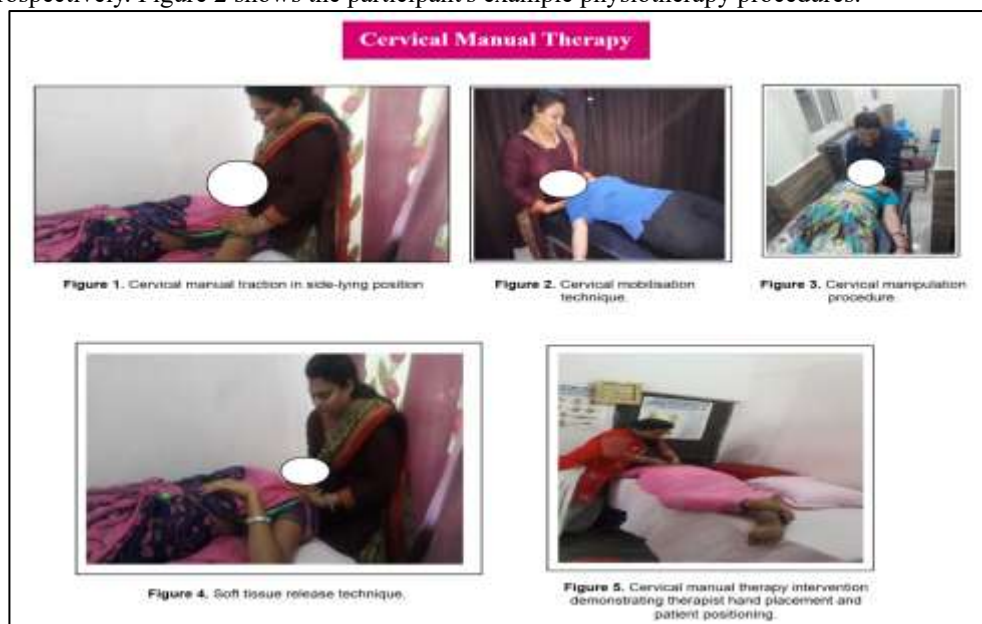 respectively. Figure 2 shows the participant's example physiotherapy procedures.
Cervical Manual Therapy
Figure 1. Cervical manual traction in side-lying position
Figure 2. Cervical mobilisation
technique.
Figure 3. Cervical manipulation
procedure.
Figure 4. Soft tissue release technique.
Figure 5. Cervical manual therapy intervention
demonstrating therapist hand placement and
patient positioning.